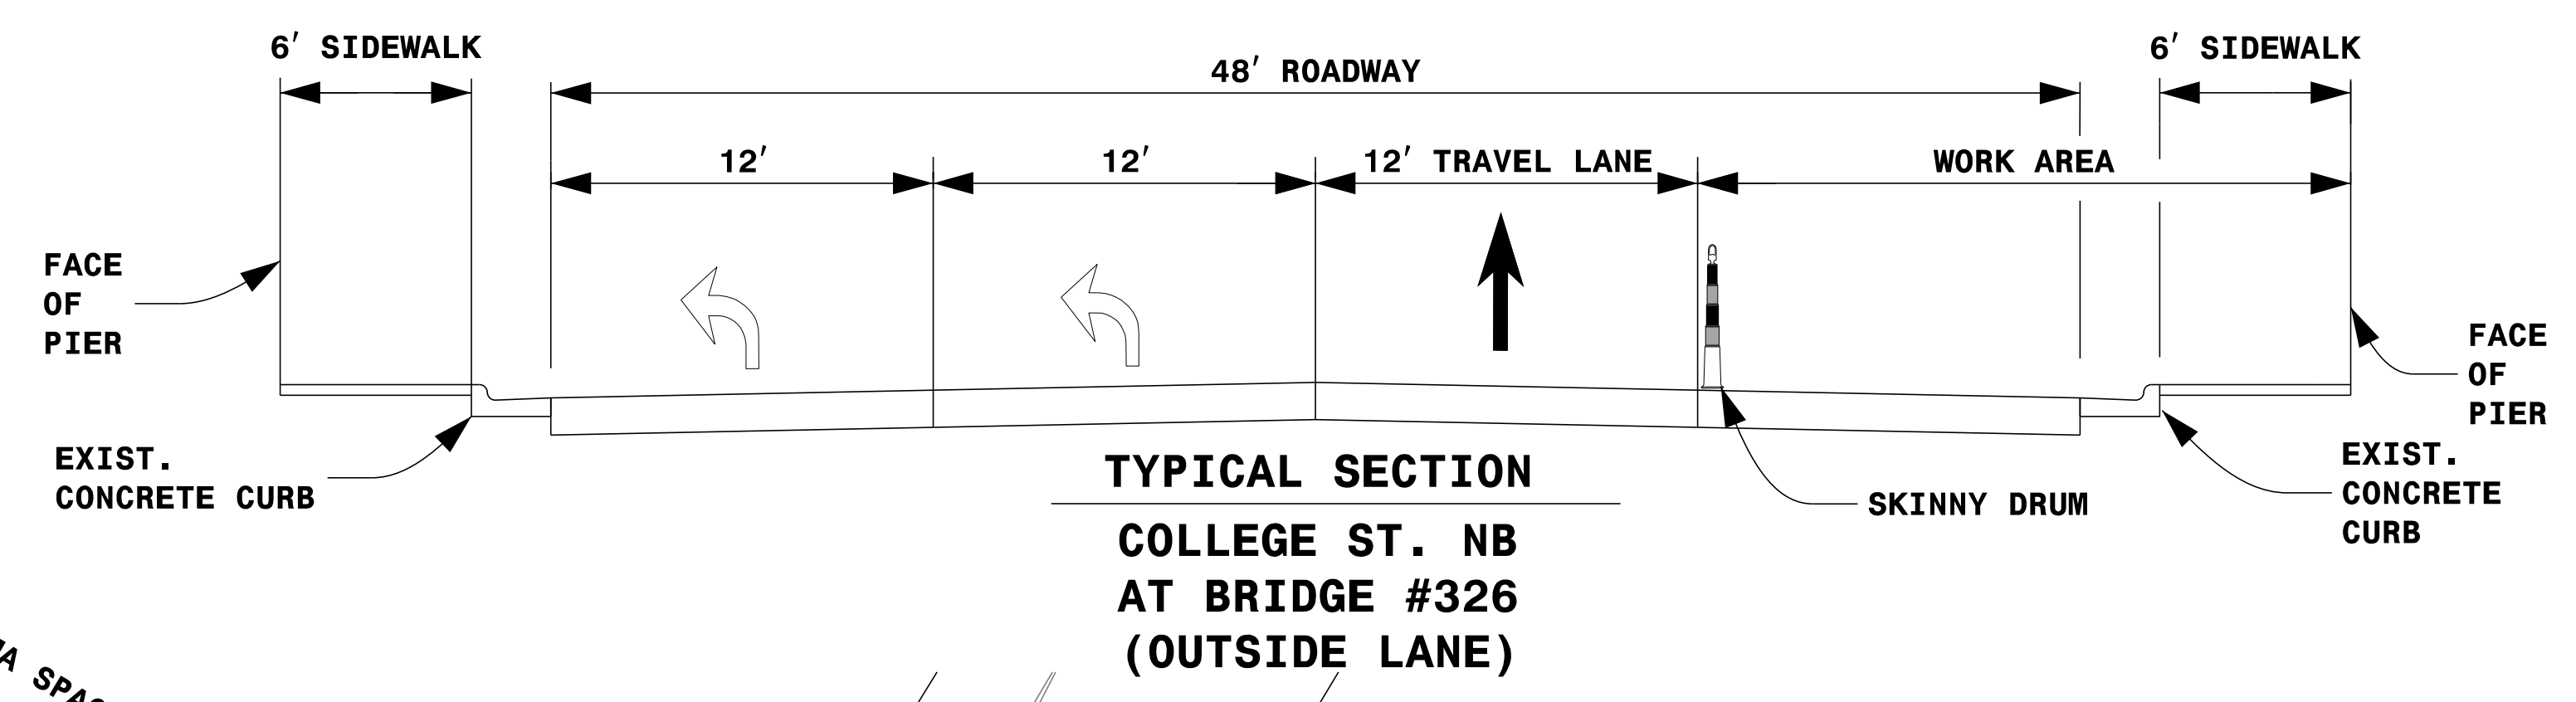 6' SIDEWALK
48' ROADWAY
6' SIDEWALK
12'
12'
12' TRAVEL LANE
WORK AREA
FACE
OF
PIER
FACE
OF
PIER
EXIST.
CONCRETE CURB
EXIST.
CONCRETE
CURB
SKINNY DRUM
TYPICAL SECTION
COLLEGE ST. NB
AT BRIDGE #326
(OUTSIDE LANE)